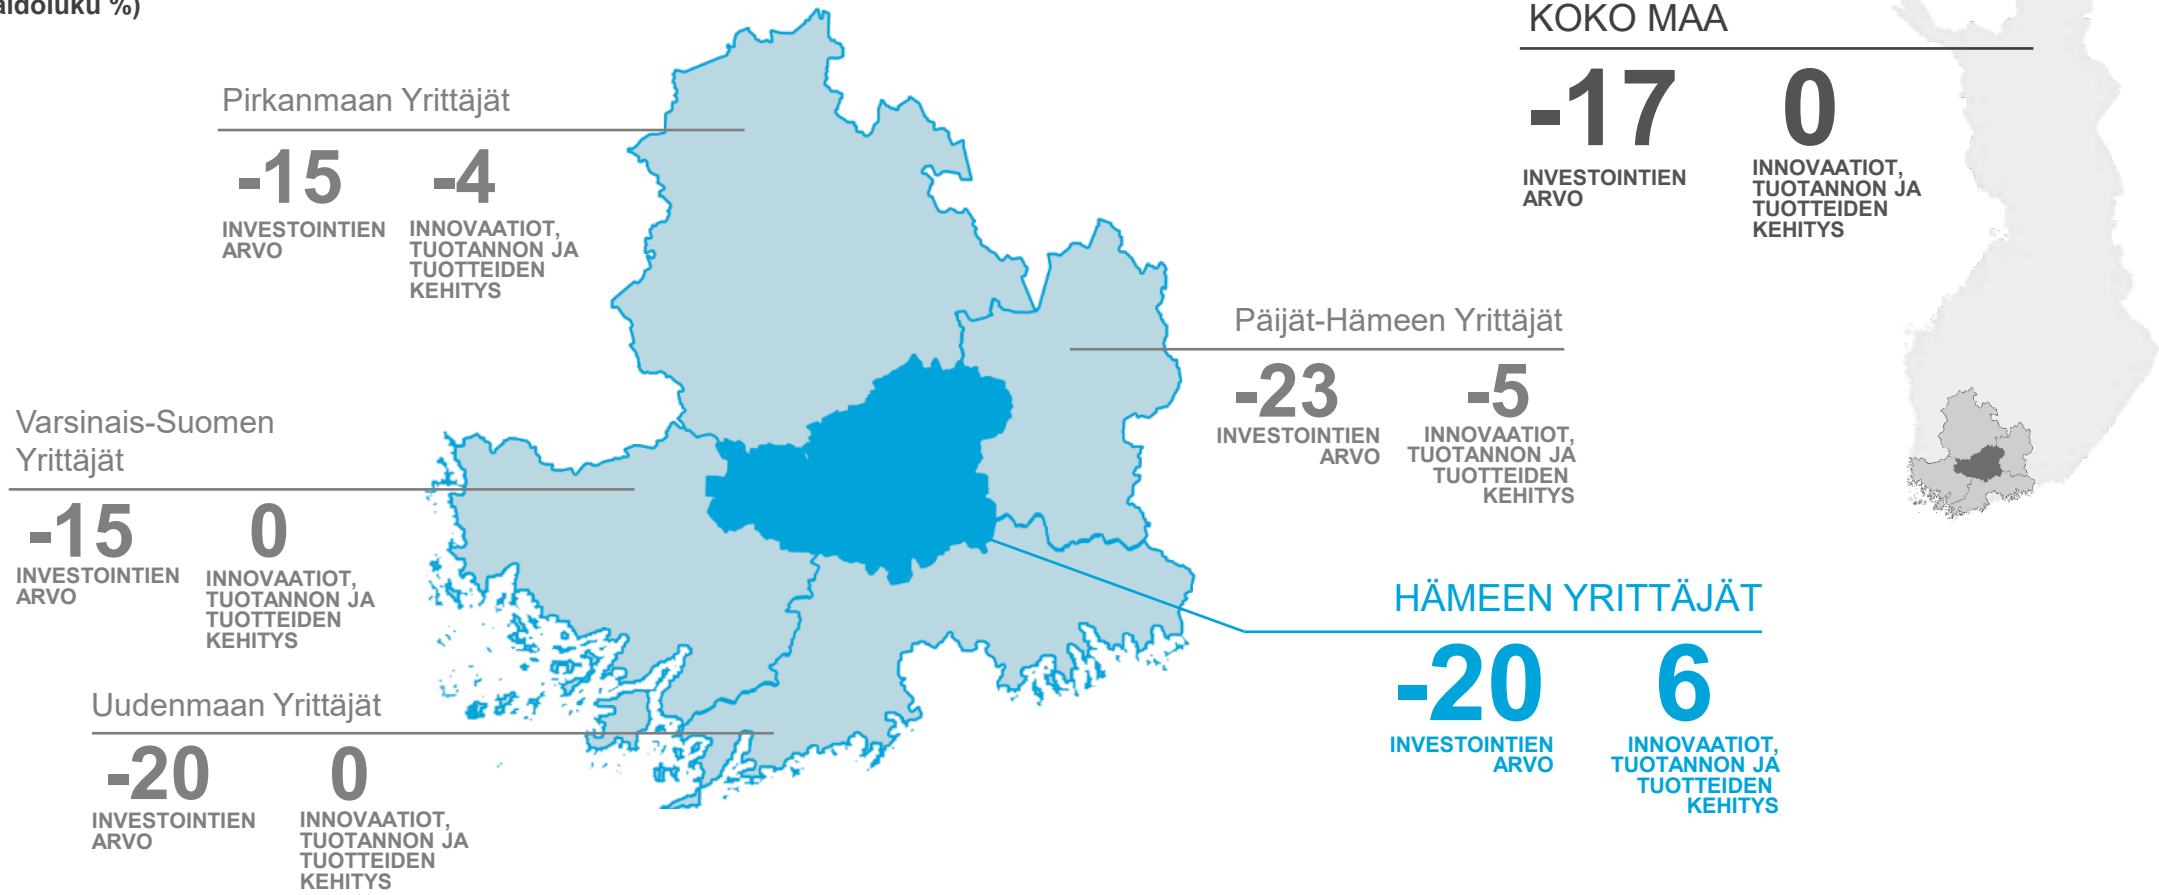 %)
KOKO MAA
-17
0
INVESTOINTIEN
ARVO
INNOVAATIOT,
TUOTANNON JA
TUOTTEIDEN
KEHITYS
Pirkanmaan Yrittäjät
-15
-4
INVESTOINTIEN
ARVO
INNOVAATIOT,
TUOTANNON JA
TUOTTEIDEN
KEHITYS
Päijät-Hämeen Yrittäjät
-23
-5
INVESTOINTIEN
ARVO
INNOVAATIOT,
TUOTANNON JA
TUOTTEIDEN
KEHITYS
Varsinais-Suomen
Yrittäjät
-15
0
INVESTOINTIEN
ARVO
INNOVAATIOT,
TUOTANNON JA
TUOTTEIDEN
KEHITYS
HÄMEEN YRITTÄJÄT
-20
6
INVESTOINTIEN
ARVO
INNOVAATIOT,
TUOTANNON JA
TUOTTEIDEN
KEHITYS
Uudenmaan Yrittäjät
-20
0
INVESTOINTIEN
ARVO
INNOVAATIOT,
TUOTANNON JA
TUOTTEIDEN
KEHITYS